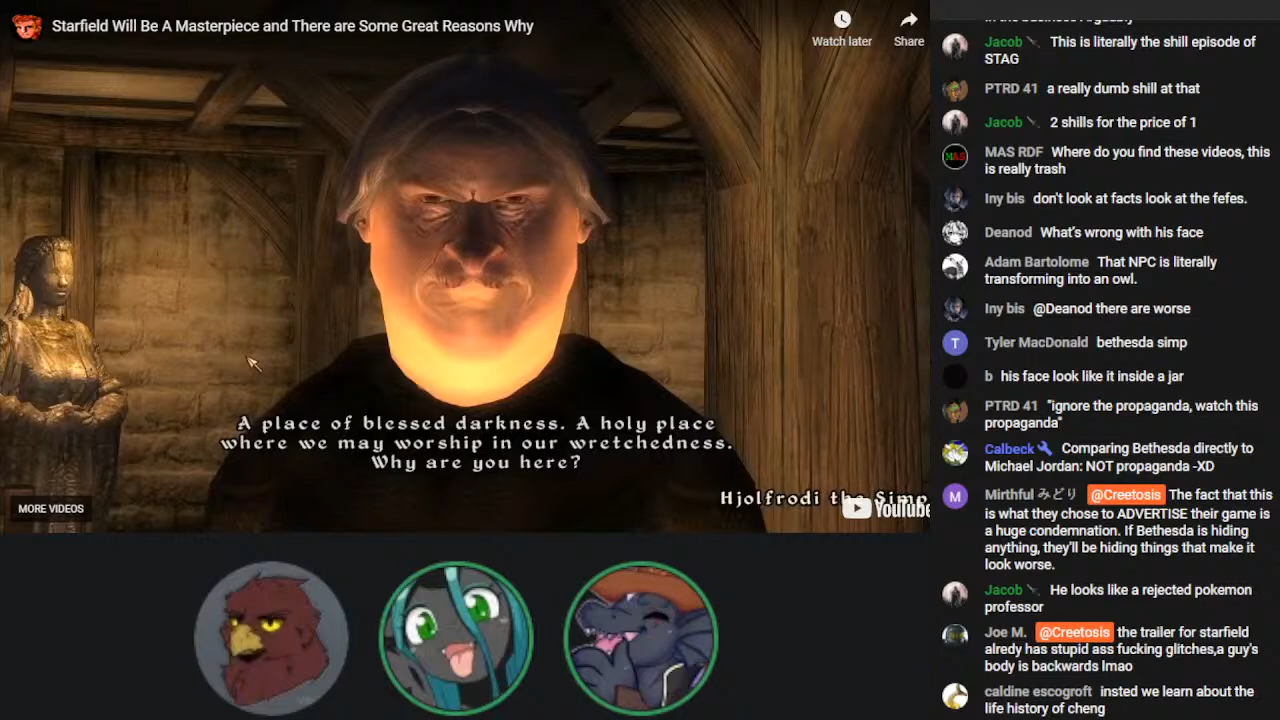 Starfield Will Be A Masterpiece and There are Some Great Reasons Why
Watch later
Share
A place of blessed darkness. A holy place
where we may worship in our wretchedness.
Why are you here?
Hjolfrodi the Simp
MORE VIDEOS
YouTube
Jacob This is literally the shill episode of
STAG
PTRD 41 a really dumb shill at that
Jacob 2 shills for the price of 1
MAS
MAS RDF Where do you find these videos, this
is really trash
Iny bis don't look at facts look at the fefes.
Deanod What's wrong with his face
Adam Bartolome That NPC is literally
transforming into an owl.
Iny bis @Deanod there are worse
T
Tyler MacDonald bethesda simp
b his face look like it inside a jar
PTRD 41 "ignore the propaganda, watch this
propaganda"
Calbeck Comparing Bethesda directly to
Michael Jordan: NOT propaganda -XD
M
Mirthful みどり @Creetosis The fact that this
is what they chose to ADVERTISE their game is
a huge condemnation. If Bethesda is hiding
anything, they'll be hiding things that make it
look worse.
Jacob He looks like a rejected pokemon
professor
Joe M. @Creetosis the trailer for starfield
alredy has stupid ass fucking glitches,a guy's
body is backwards lmao
caldine escogroft insted we learn about the
life history of cheng